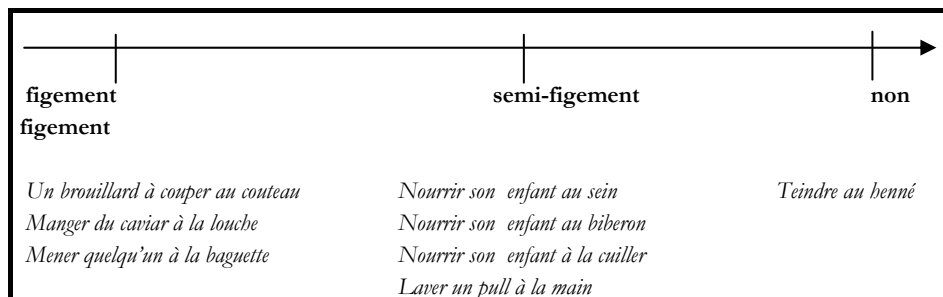 figement semi-figement non
figement
Un brouillard à couper au couteau Nourrir son enfant au sein Teindre au henné
Manger du caviar à la louche Nourrir son enfant au biberon
Mener quelqu'un à la baguette Nourrir son enfant à la cuiller
Laver un pull à la main